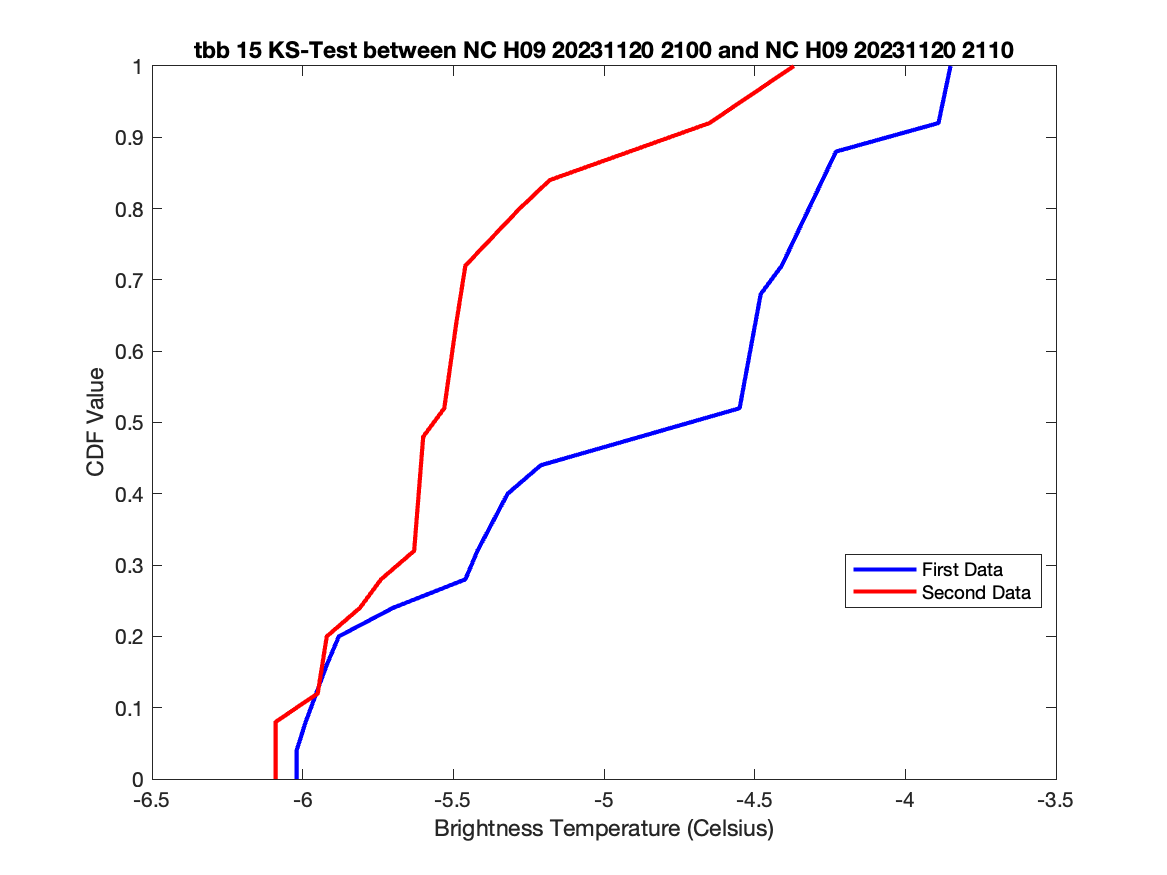 tbb 15 KS-Test between NC H09 20231120 2100 and NC H09 20231120 2110
1
0.9
0.8
0.7
0.6
0.5
0.4
0.3
0.2
0.1
0
CDF Value
First Data
Second Data
-6.5 -6 -5.5 -5 -4.5 -4 -3.5
Brightness Temperature (Celsius)